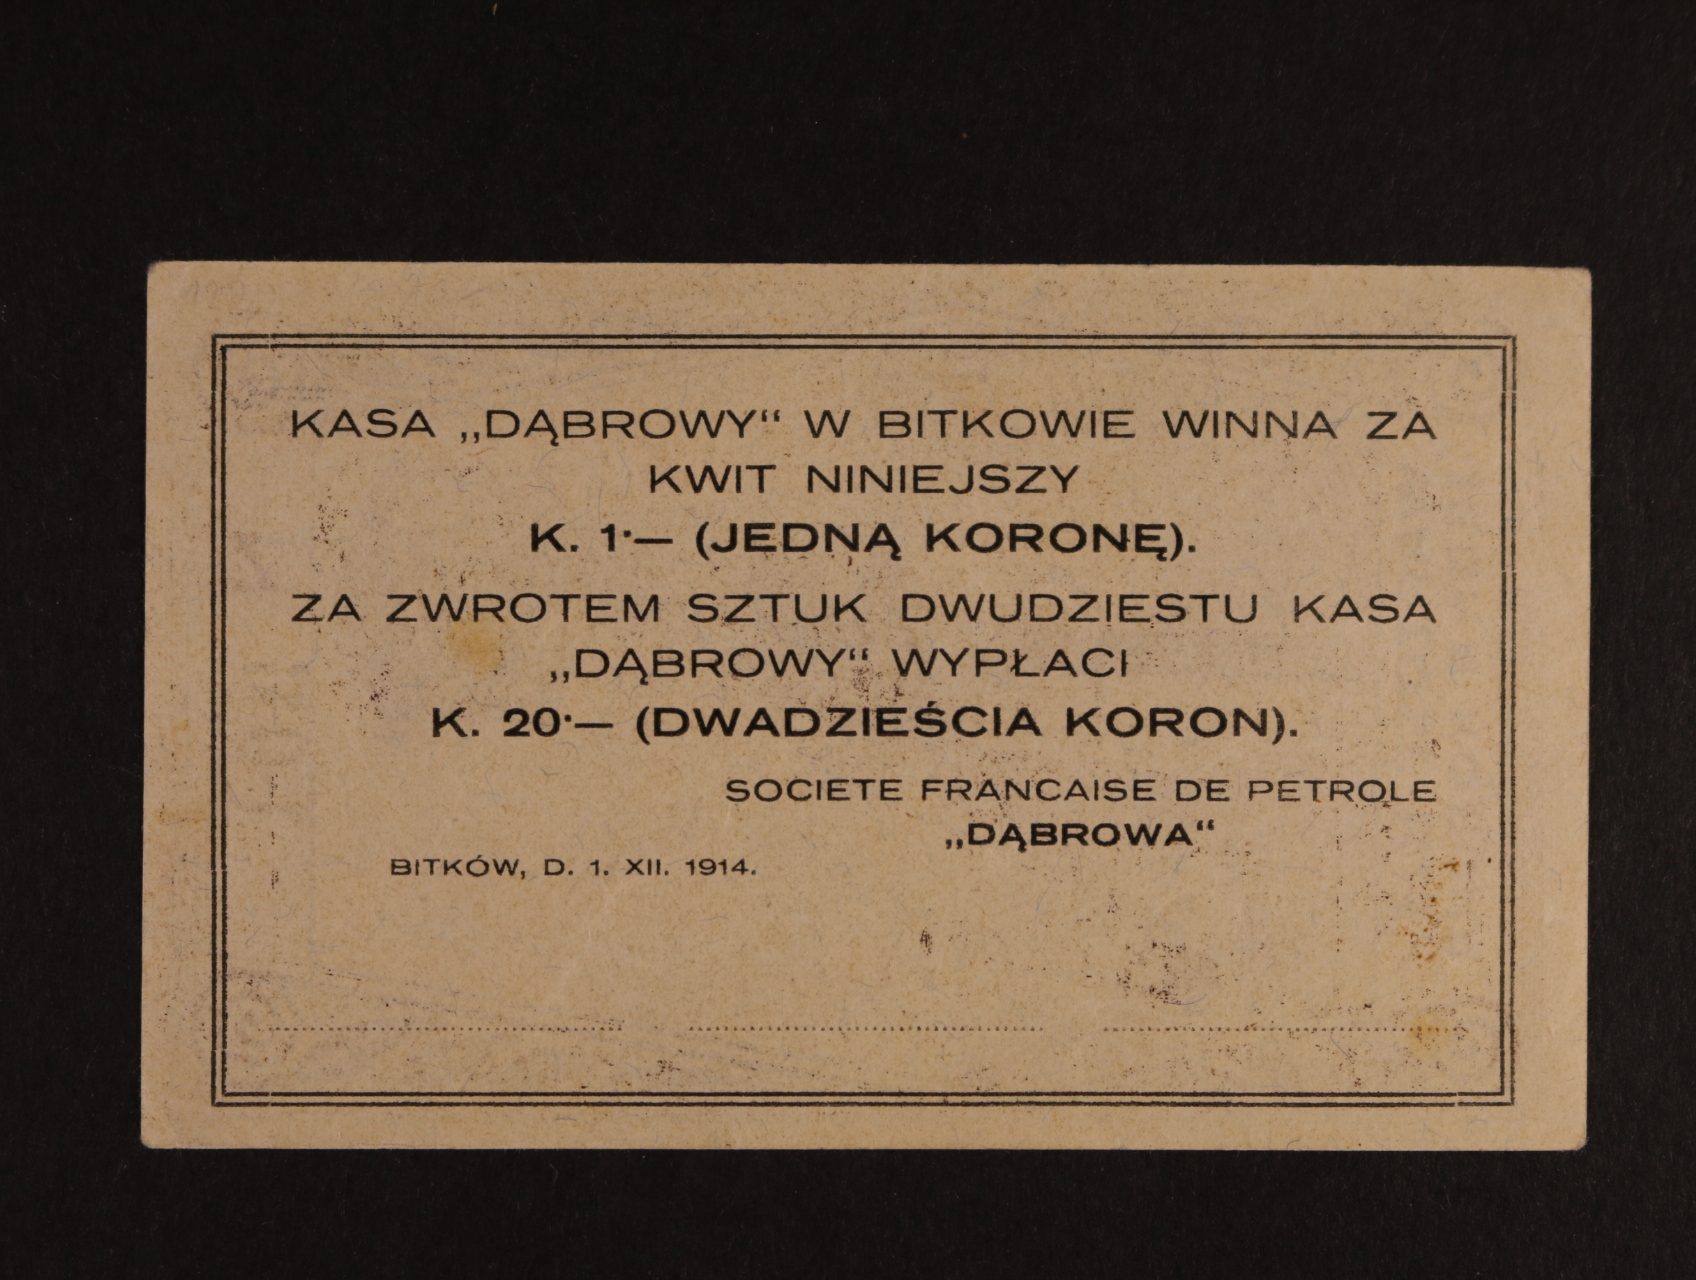 KASA „DĄBROWY“ W BITKOWIE WINNA ZA
KWIT NINIEJSZY
K. 1·— (JEDNĄ KORONĘ).
ZA ZWROTEM SZTUK DWUDZIESTU KASA
„DĄBROWY“ WYPŁACI
K. 20·— (DWADZIEŚCIA KORON).
SOCIETE FRANCAISE DE PETROLE
„DĄBROWA“
BITKÓW, D. 1. XII. 1914.